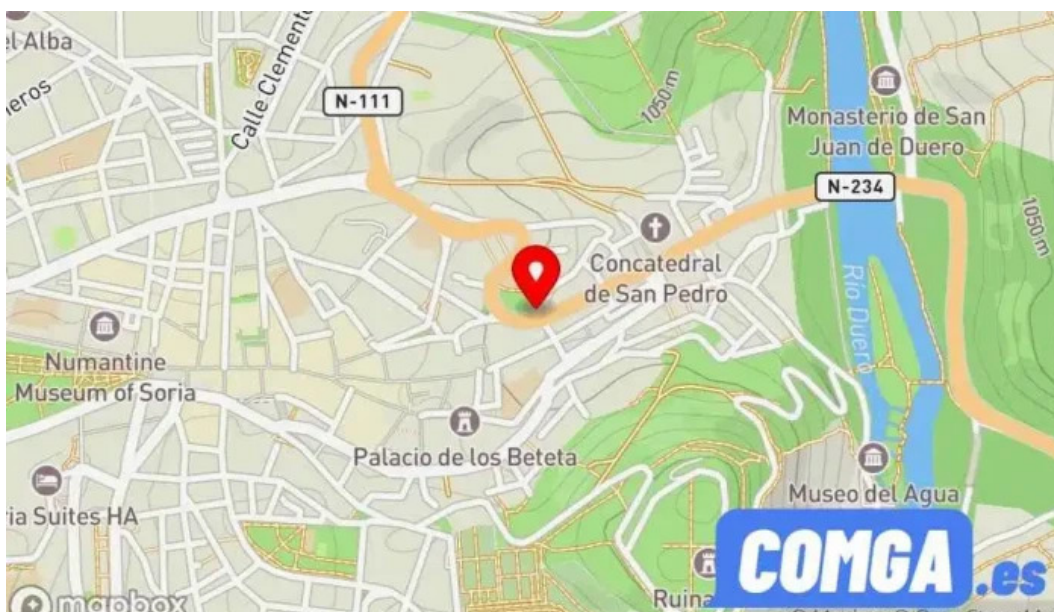 el Alba
Calle Clemente
N-111
1050 m
Monasterio de San
Juan de Duero
N-234
1050 m
Concatedral
de San Pedro
Río Duero
Numantine
Museum of Soria
Palacio de los Beteta
Museo del Agua
ria Suites HA
COMGA.es
Ruina
mapbox